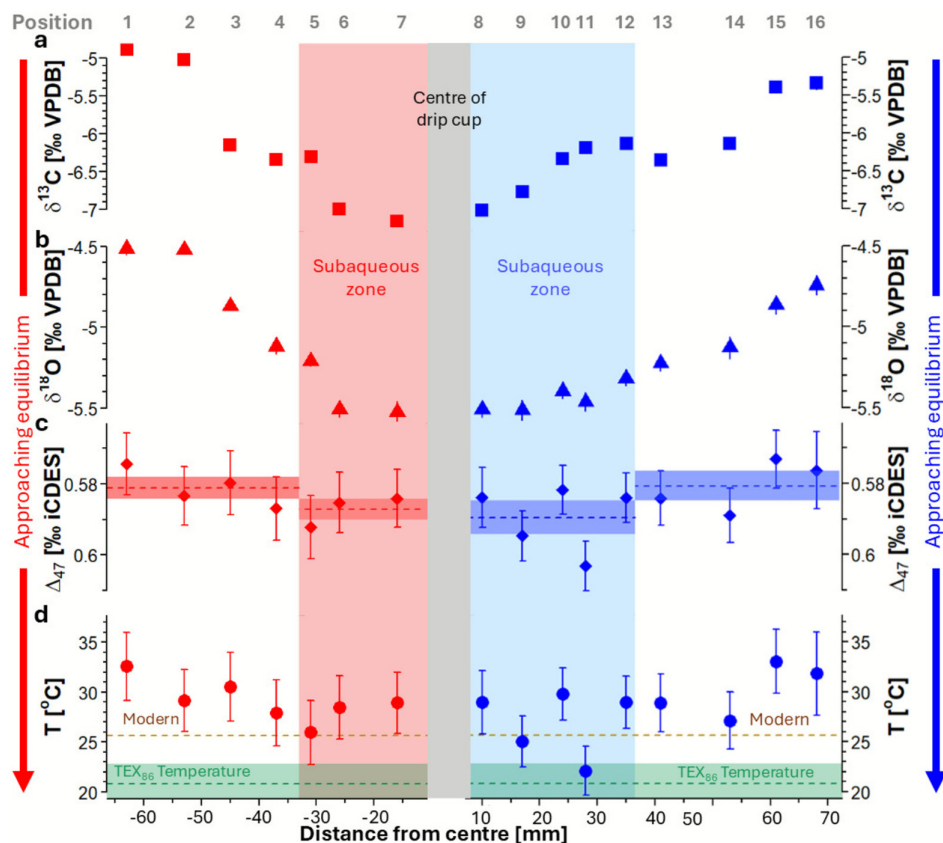 Position 1 2 3 4 5 6 7 8 9 10 11 12 13 14 15 16
a
-5
-5.5
-6
-6.5
-7
δ13C [‰ VPDB]
Centre of
drip cup
-5
-5.5
-6
-6.5
-7
δ13C [‰ VPDB]
b
-4.5
-5
-5.5
δ18O [‰ VPDB]
Subaqueous
zone
Subaqueous
zone
-4.5
-5
-5.5
δ18O [‰ VPDB]
Approaching equilibrium
Approaching equilibrium
c
0.58
0.6
Δ47 [‰ iCDES]
0.58
0.6
Δ47 [‰ iCDES]
d
35
30
25
20
T [°C]
Modern
TEX86 Temperature
Modern
TEX86 Temperature
35
30
25
20
T [°C]
-60 -50 -40 -30 -20 10 20 30 40 50 60 70
Distance from centre [mm]